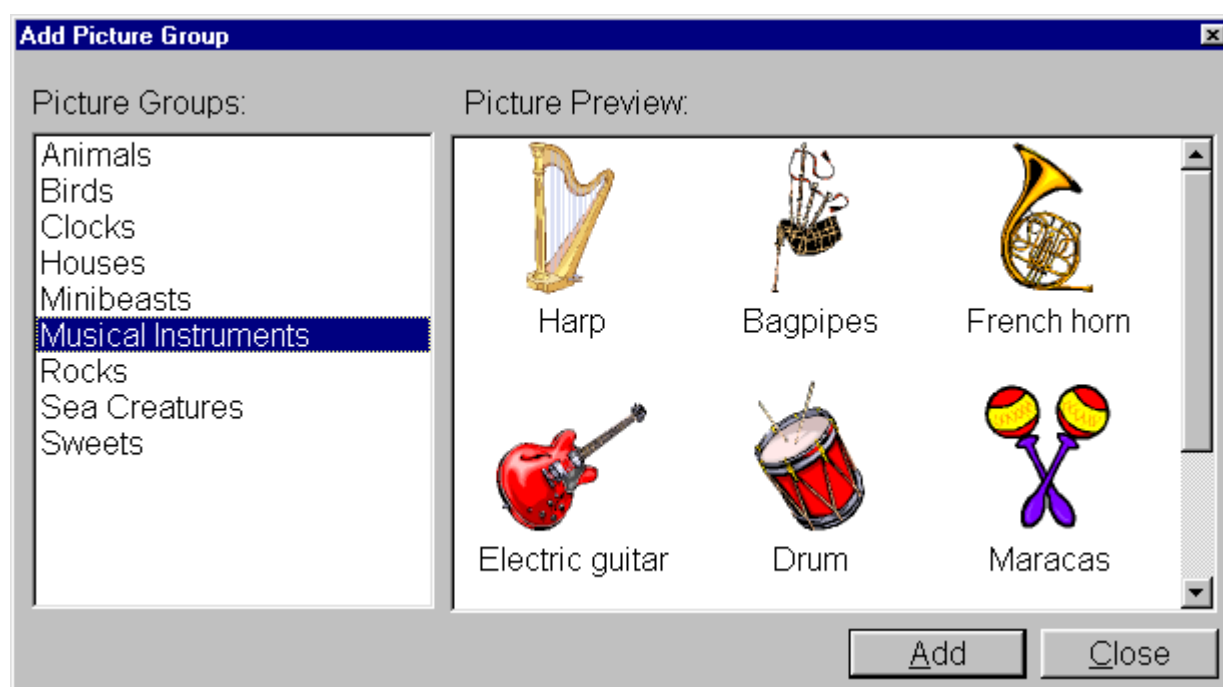 Add Picture Group
Picture Groups:
Animals
Birds
Clocks
Houses
Minibeasts
Musical Instruments
Rocks
Sea Creatures
Sweets
Picture Preview:
Harp Bagpipes French horn
Electric guitar Drum Maracas
Add Close